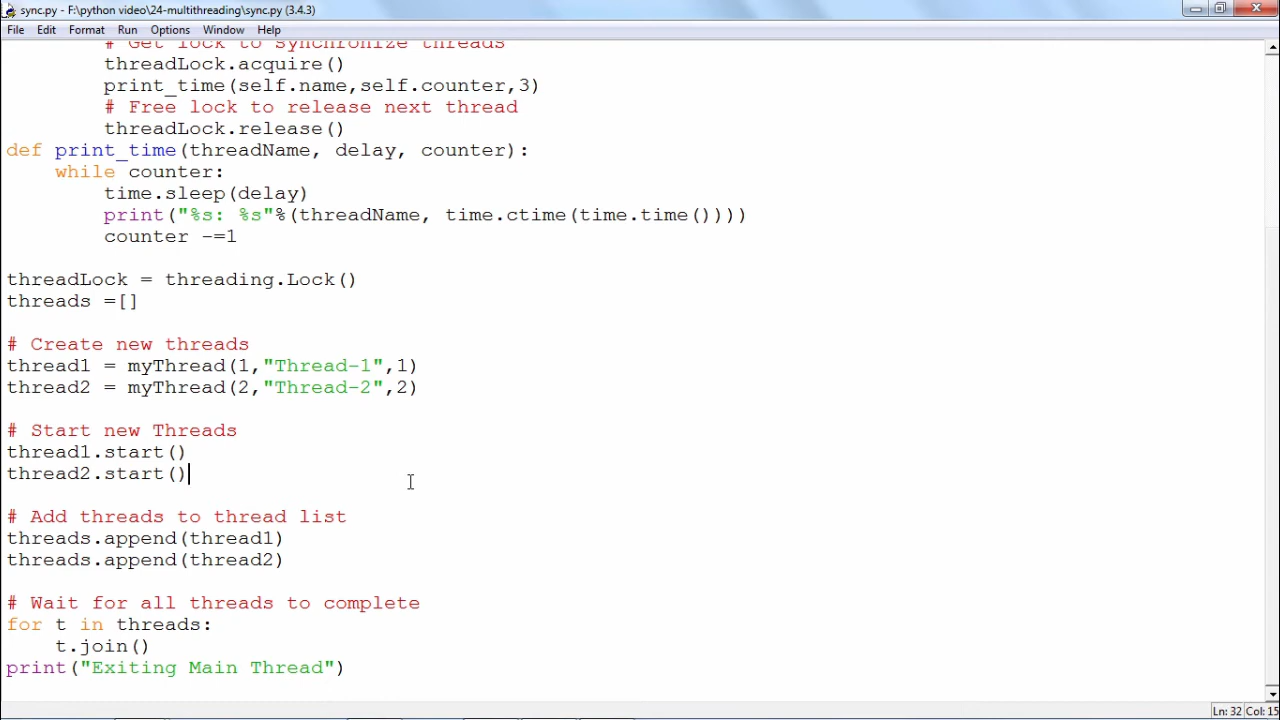 sync.py - F:\python video\24-multithreading\sync.py (3.4.3)
File Edit Format Run Options Window Help
# Get lock to synchronize threads
threadLock.acquire()
print_time(self.name,self.counter,3)
# Free lock to release next thread
threadLock.release()
def print_time(threadName, delay, counter):
while counter:
time.sleep(delay)
print("%s: %s"%(threadName, time.ctime(time.time())))
counter -=1
threadLock = threading.Lock()
threads =[]
# Create new threads
thread1 = myThread(1,"Thread-1",1)
thread2 = myThread(2,"Thread-2",2)
# Start new Threads
thread1.start()
thread2.start()
# Add threads to thread list
threads.append(thread1)
threads.append(thread2)
# Wait for all threads to complete
for t in threads:
t.join()
print("Exiting Main Thread")
Ln: 32 Col: 15